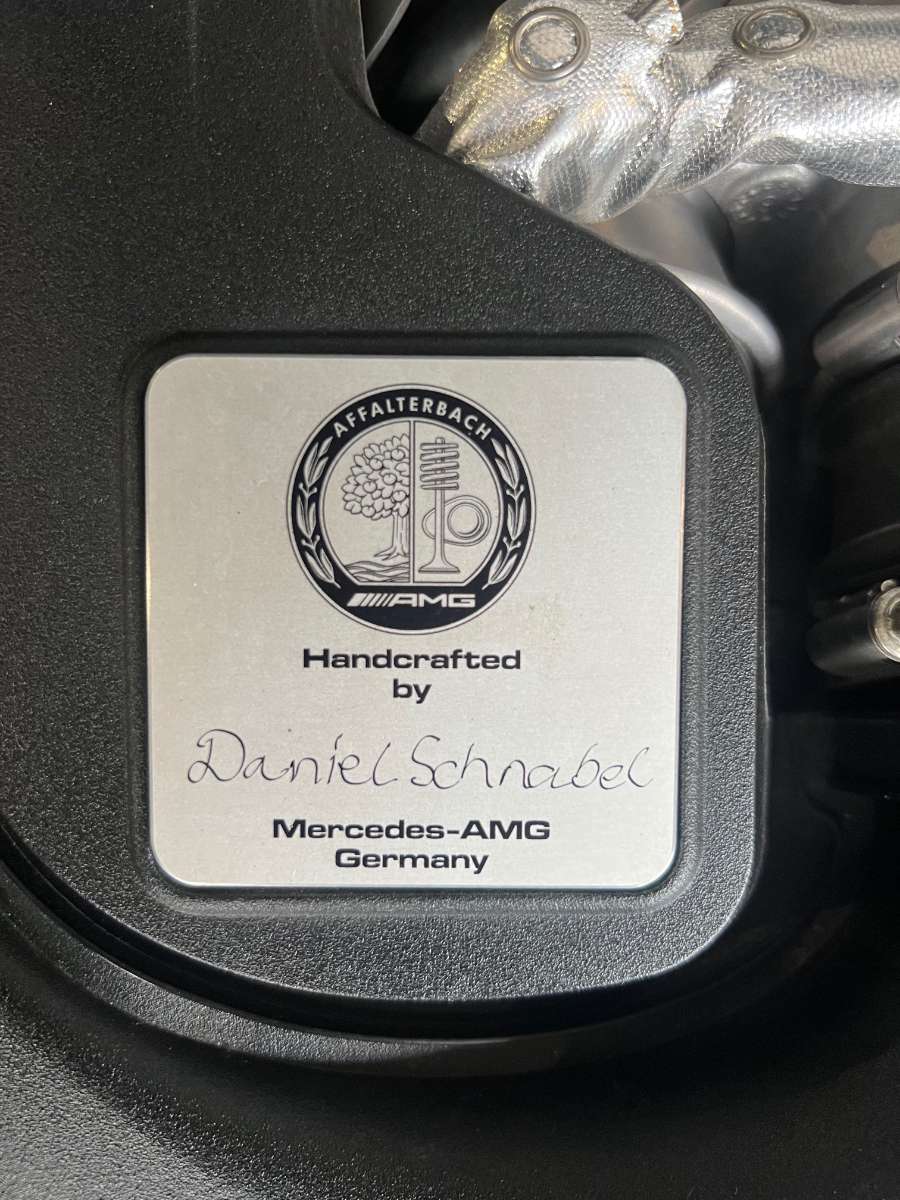 AFFALTERBACH
AMG
Handcrafted
by
Daniel Schnabel
Mercedes-AMG
Germany